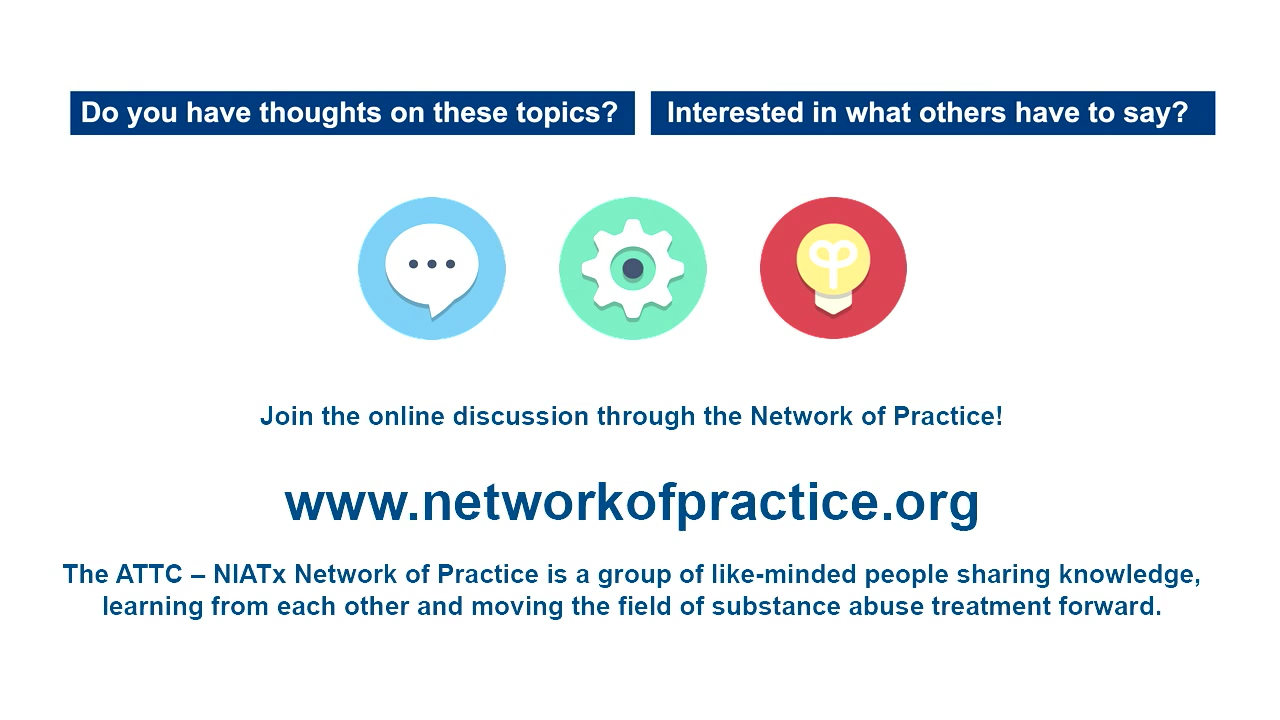 Do you have thoughts on these topics?
Interested in what others have to say?
Join the online discussion through the Network of Practice!
www.networkofpractice.org
The ATTC – NIATx Network of Practice is a group of like-minded people sharing knowledge,
learning from each other and moving the field of substance abuse treatment forward.